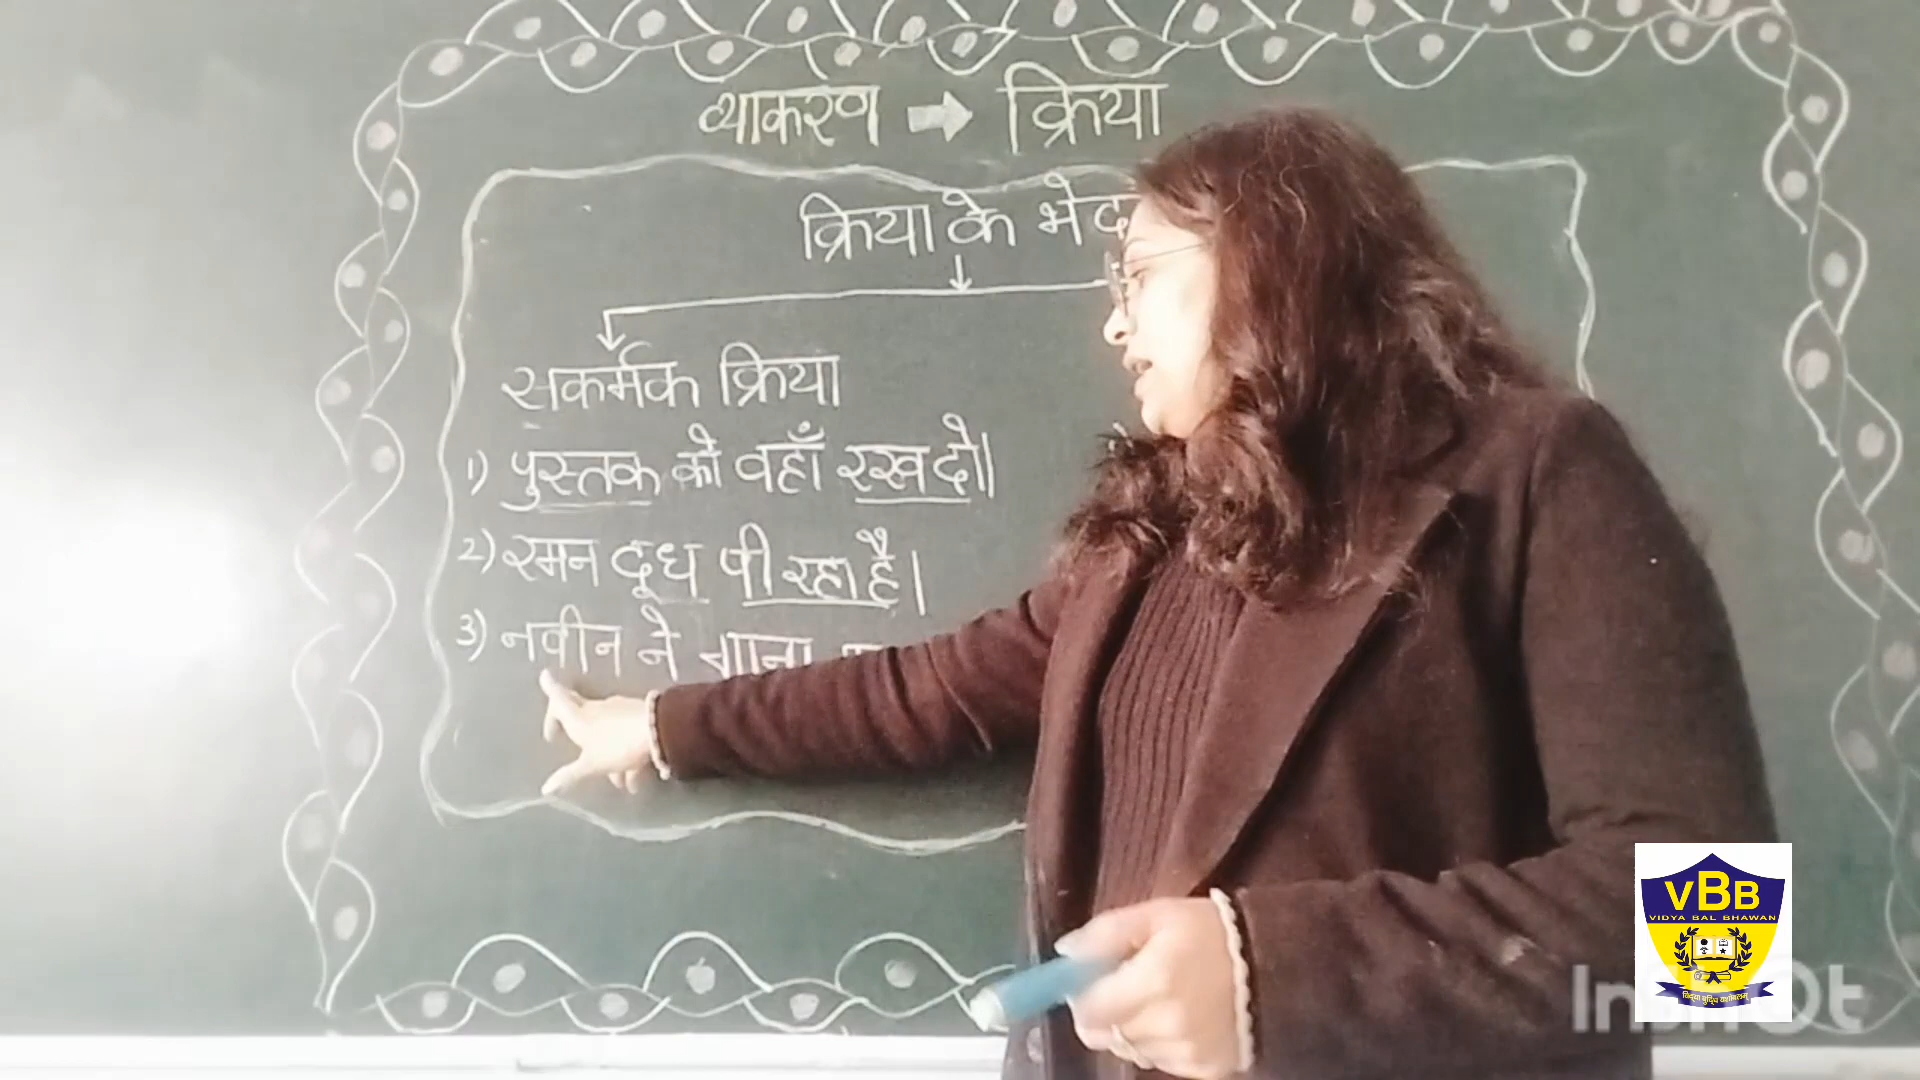 व्याकरण → क्रिया
क्रिया के भेद
सकर्मक क्रिया
1) पुस्तक को वहाँ रख दो।
2) रमन दूध पी रहा है।
3) नवीन ने गाना
VBB
VIDYA BAL BHAWAN